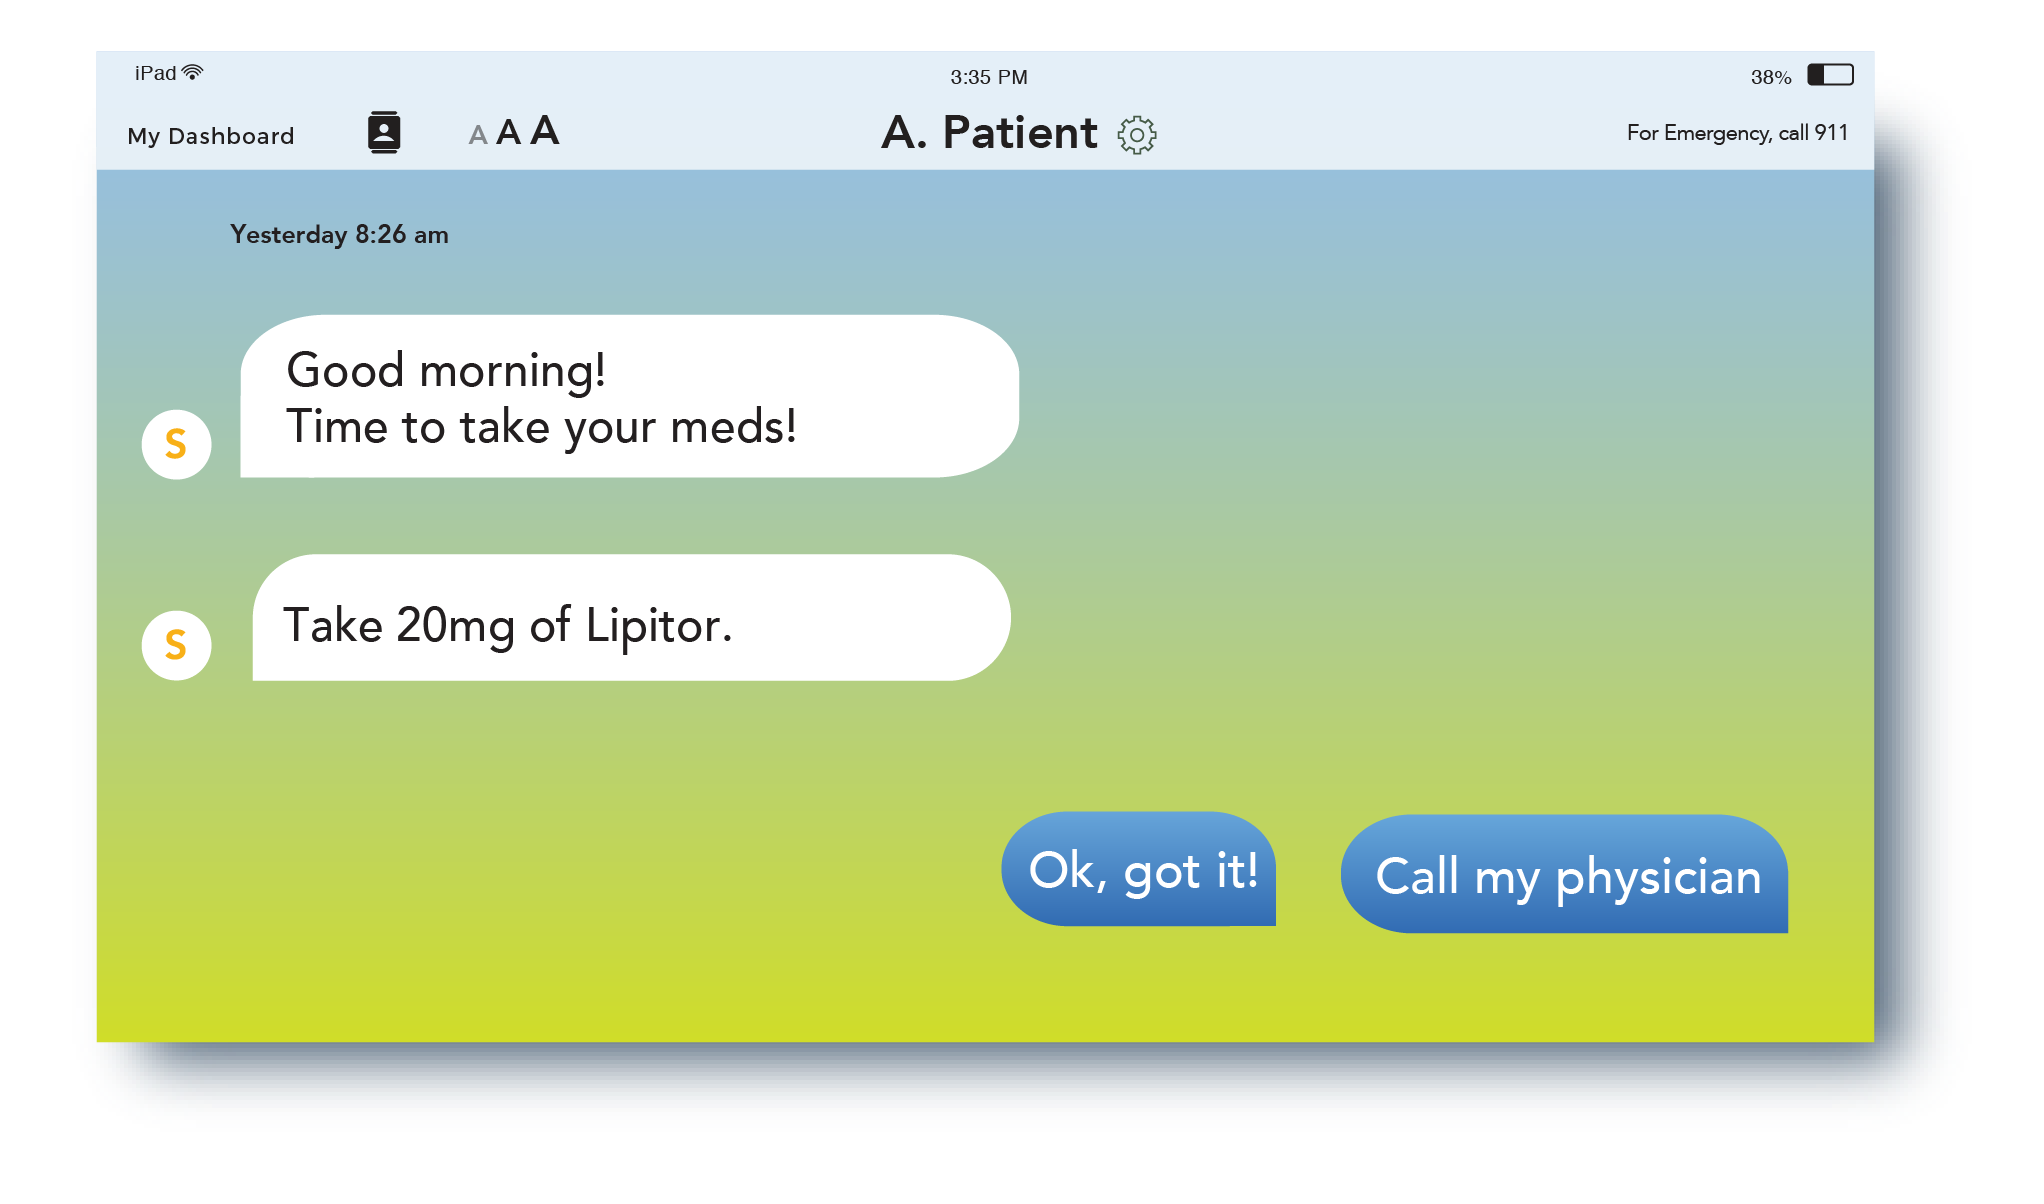 iPad
3:35 PM
38%
My Dashboard
A A A
A. Patient
For Emergency, call 911
Yesterday 8:26 am
Good morning!
Time to take your meds!
S
Take 20mg of Lipitor.
S
Ok, got it!
Call my physician